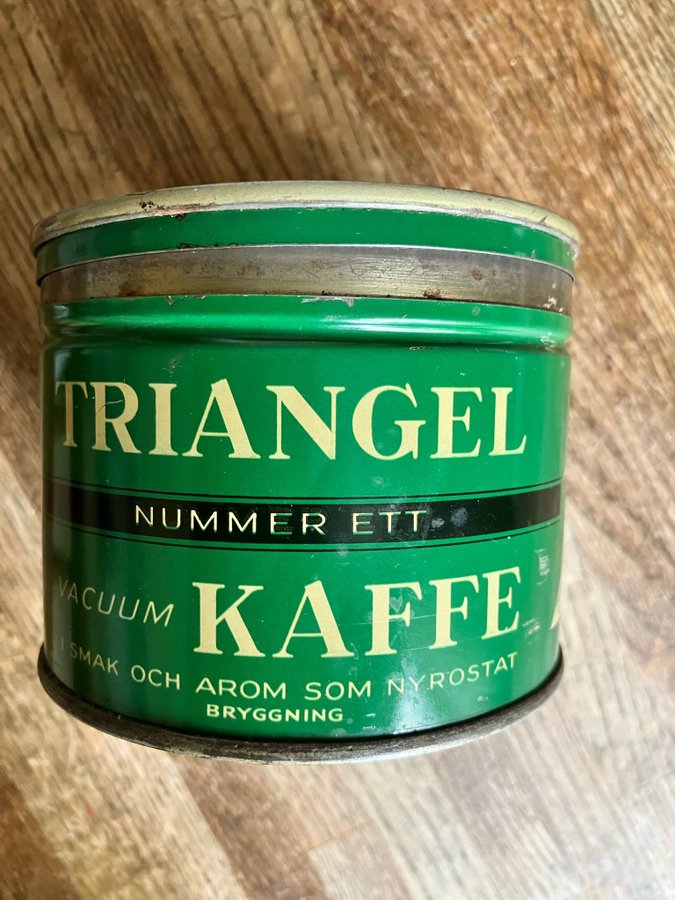 TRIANGEL
NUMMER ETT
VACUUM KAFFE
I SMAK OCH AROM SOM NYROSTAT
BRYGGNING